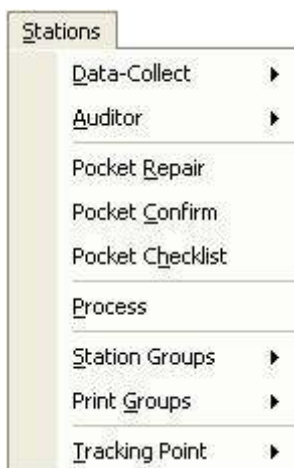 Stations
Data-Collect
Auditor
Pocket Repair
Pocket Confirm
Pocket Checklist
Process
Station Groups
Print Groups
Tracking Point